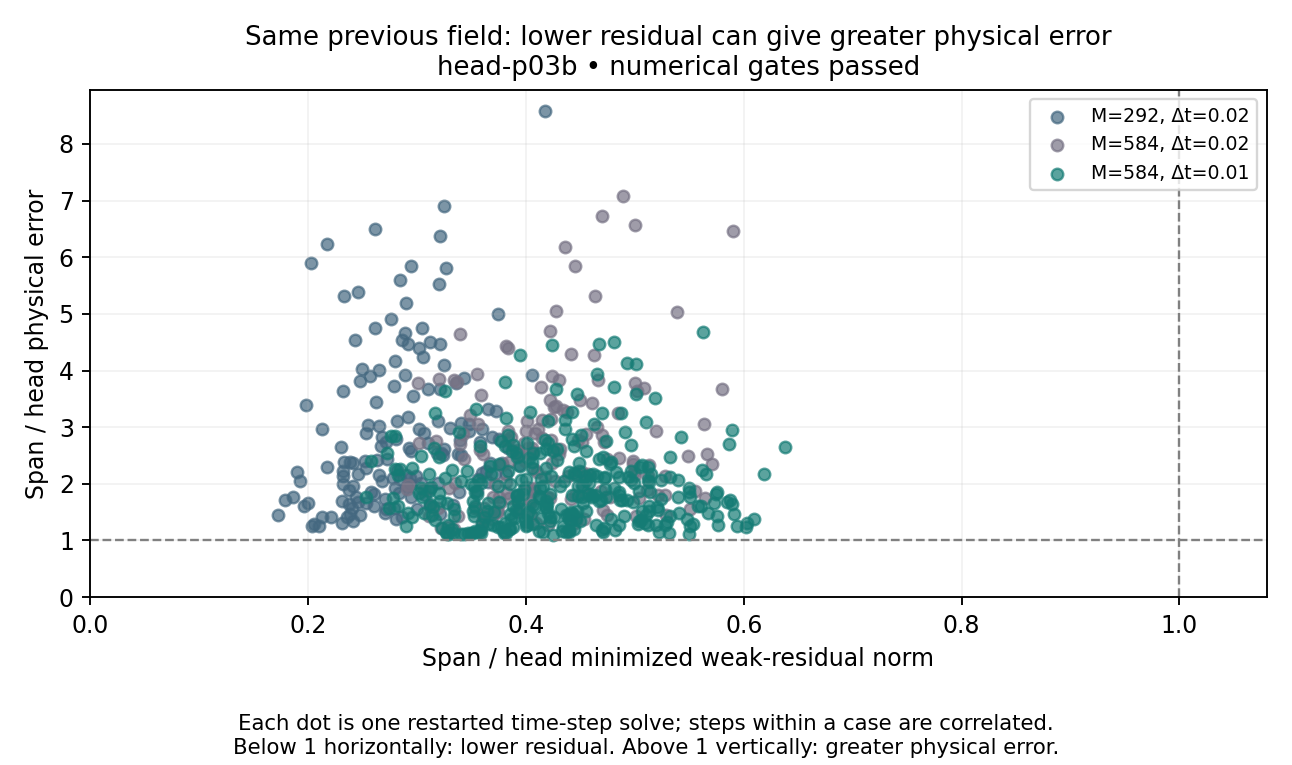 Same previous field: lower residual can give greater physical error
head-p03b • numerical gates passed
M=292, Δt=0.02
M=584, Δt=0.02
M=584, Δt=0.01
Span / head physical error
8
7
6
5
4
3
2
1
0
0.0 0.2 0.4 0.6 0.8 1.0
Span / head minimized weak-residual norm
Each dot is one restarted time-step solve; steps within a case are correlated.
Below 1 horizontally: lower residual. Above 1 vertically: greater physical error.